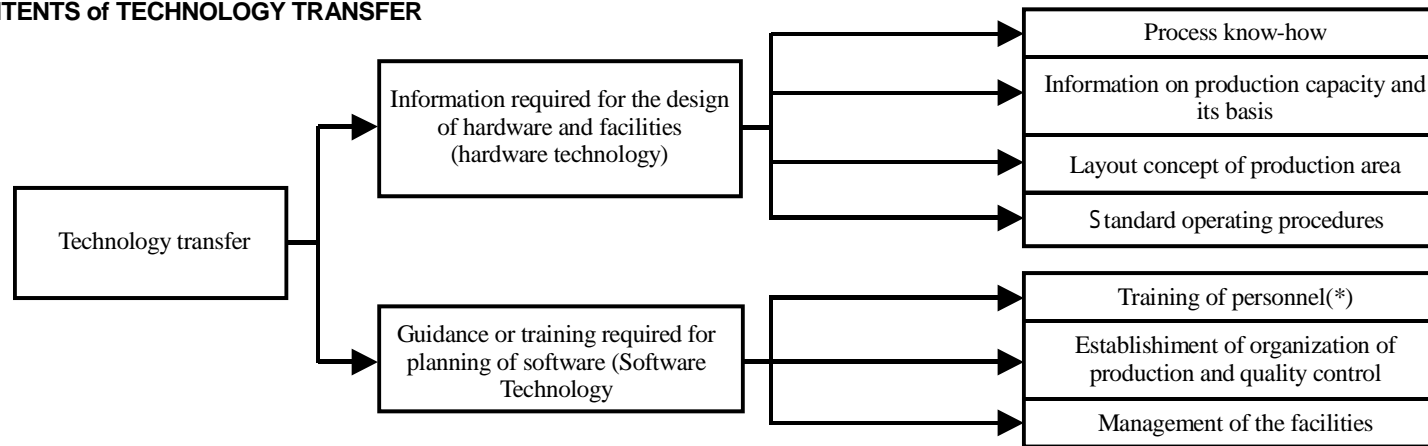 NTENTS of TECHNOLOGY TRANSFER
Process know-how
Information required for the design
of hardware and facilities
(hardware technology)
Information on production capacity and
its basis
Layout concept of production area
Standard operating procedures
Technology transfer
Guidance or training required for
planning of software (Software
Technology
Training of personnel(*)
Establishiment of organization of
production and quality control
Management of the facilities